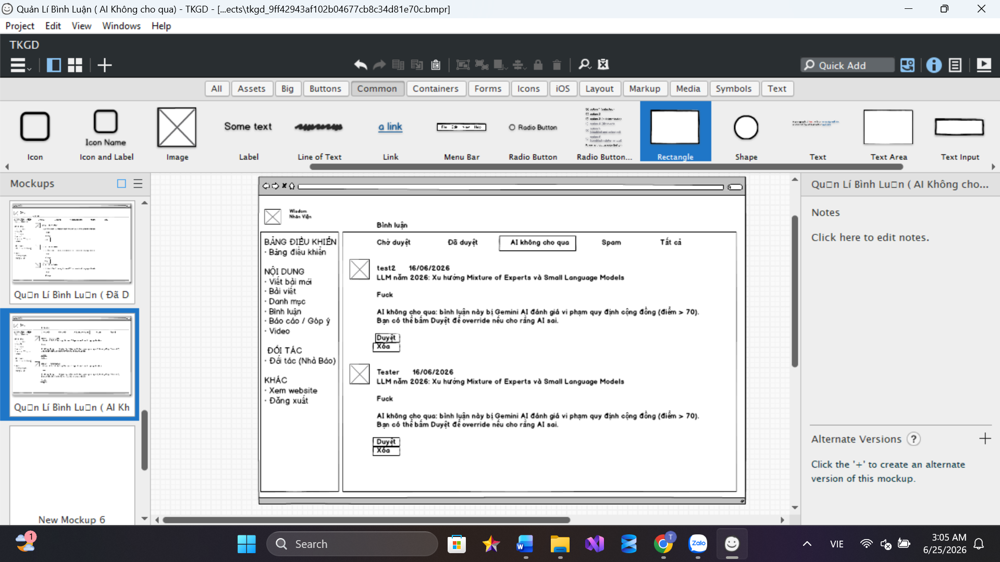 Quản Lí Bình Luận ( AI Không cho qua) - TKGD - [...ects\tkgd_9ff42943af102b04677cb8c34d81e70c.bmpr]
Project Edit View Windows Help
TKGD
Quick Add
All Assets Big Buttons Common Containers Forms Icons iOS Layout Markup Media Symbols Text
Some text
a link
File Edit View Help
Radio Button
Icon Name
Icon Icon and Label Image Label Line of Text Link Menu Bar Radio Button Radio Button... Rectangle Shape Text Text Area Text Input
Mockups
Qu□n Lí Bình Lu□n ( Đã D
Qu□n Lí Bình Lu□n ( AI Kh
New Mockup 6
Wisdom
Nhân Viên
Bình luận
BẢNG ĐIỀU KHIỂN
· Bảng điều khiển
NỘI DUNG
· Viết bài mới
· Bài viết
· Danh mục
· Bình luận
· Báo cáo / Góp ý
· Video
ĐỐI TÁC
· Đối tác (Nhà Báo)
KHÁC
· Xem website
· Đăng xuất
Chờ duyệt Đã duyệt AI không cho qua Spam Tất cả
test2 16/06/2026
LLM năm 2026: Xu hướng Mixture of Experts và Small Language Models
Fuck
AI không cho qua: bình luận này bị Gemini AI đánh giá vi phạm quy định cộng đồng (điểm > 70).
Bạn có thể bấm Duyệt để override nếu cho rằng AI sai.
Duyệt
Xóa
Tester 16/06/2026
LLM năm 2026: Xu hướng Mixture of Experts và Small Language Models
Fuck
AI không cho qua: bình luận này bị Gemini AI đánh giá vi phạm quy định cộng đồng (điểm > 70).
Bạn có thể bấm Duyệt để override nếu cho rằng AI sai.
Duyệt
Xóa
Qu□n Lí Bình Lu□n ( AI Không cho...
Notes
Click here to edit notes.
Alternate Versions ?
Click the '+' to create an alternate
version of this mockup.
1
Search
T
Zalo
VIE
3:05 AM
6/25/2026